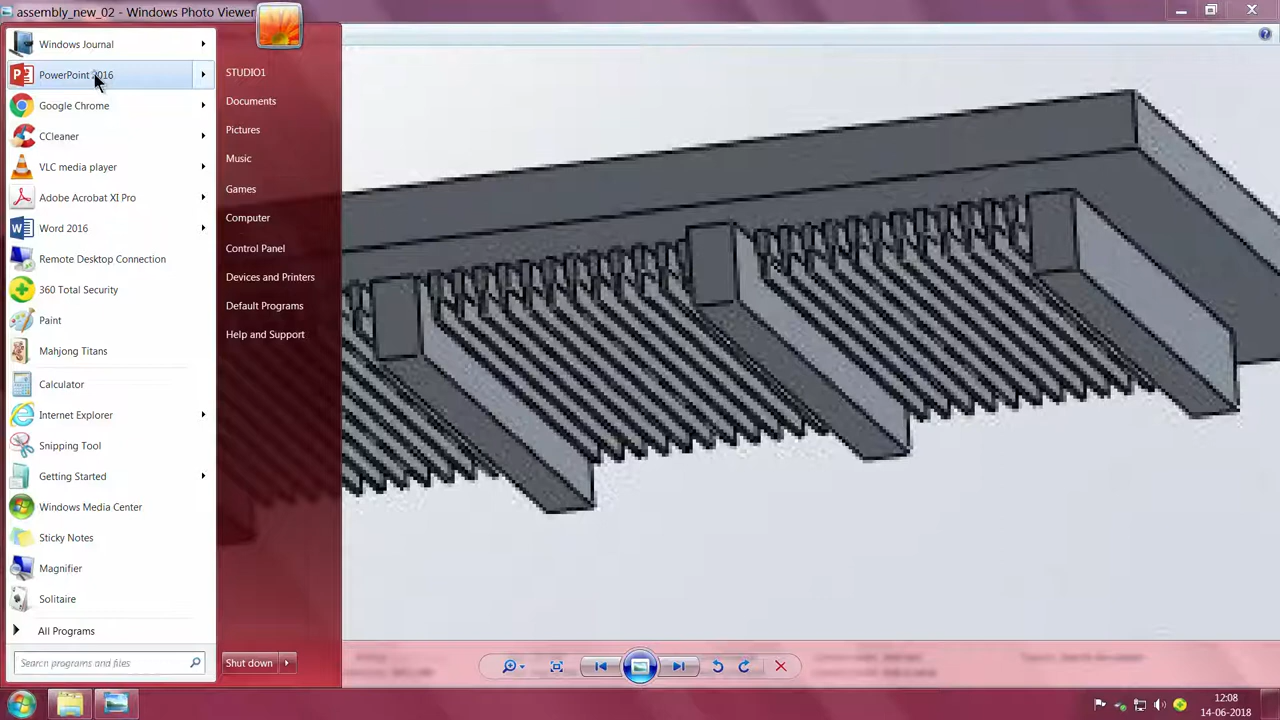 assembly_new_02 - Windows Photo Viewer
Windows Journal
PowerPoint 2016
Google Chrome
CCleaner
VLC media player
Adobe Acrobat XI Pro
Word 2016
Remote Desktop Connection
360 Total Security
Paint
Mahjong Titans
Calculator
Internet Explorer
Snipping Tool
Getting Started
Windows Media Center
Sticky Notes
Magnifier
Solitaire
All Programs
Search programs and files
STUDIO1
Documents
Pictures
Music
Games
Computer
Control Panel
Devices and Printers
Default Programs
Help and Support
Shut down
12:08
14-06-2018